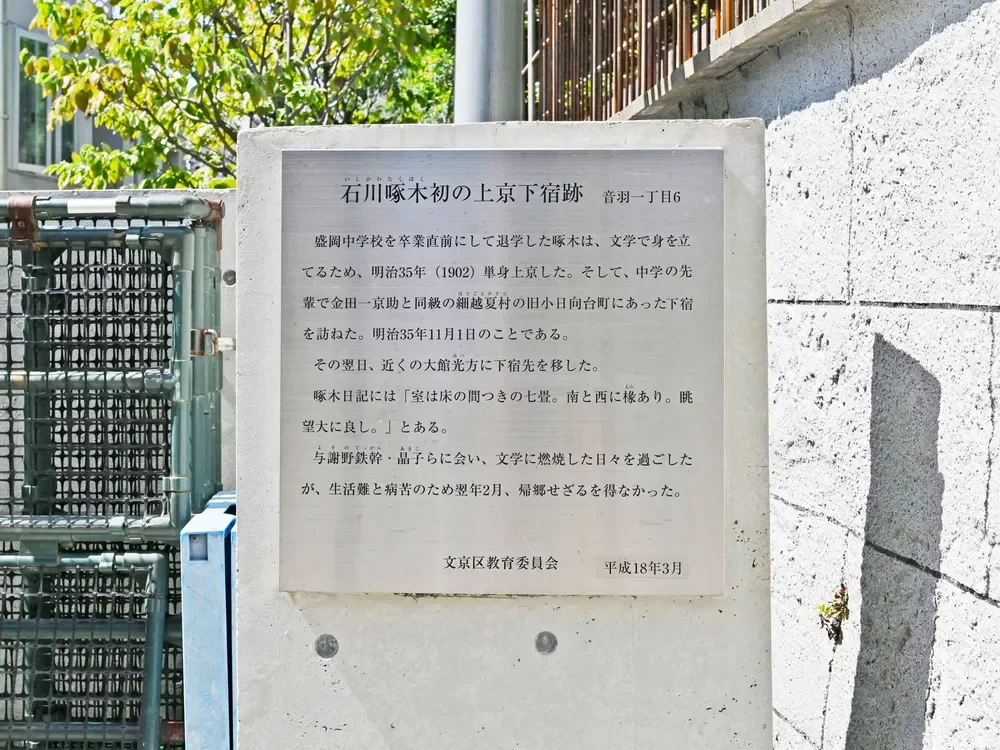 いしかわたくぼく
石川啄木初の上京下宿跡 音羽一丁目6
盛岡中学校を卒業直前にして退学した啄木は、文学で身を立
てるため、明治35年（1902）単身上京した。そして、中学の先
輩で金田一京助と同級の細越夏村の旧小日向台町にあった下宿
を訪ねた。明治35年11月1日のことである。
その翌日、近くの大館光方に下宿先を移した。
啄木日記には「室は床の間つきの七畳。南と西に椽あり。眺
望大に良し。」とある。
与謝野鉄幹・晶子らに会い、文学に燃焼した日々を過ごした
が、生活難と病苦のため翌年2月、帰郷せざるを得なかった。
文京区教育委員会 平成18年3月